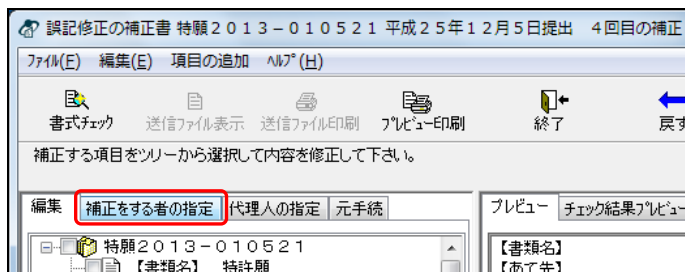 誤記修正の補正書 特願２０１３－０１０５２１ 平成２５年１２月５日提出 ４回目の補正
ﾌｧｲﾙ(F) 編集(E) 項目の追加 ﾍﾙﾌﾟ(H)
書式ﾁｪｯｸ 送信ﾌｧｲﾙ表示 送信ﾌｧｲﾙ印刷 ﾌﾟﾚﾋﾞｭｰ印刷 終了 戻す
補正する項目をﾂﾘｰから選択して内容を修正して下さい。
編集 補正をする者の指定 代理人の指定 元手続 ﾌﾟﾚﾋﾞｭｰ ﾁｪｯｸ結果ﾌﾟﾚﾋﾞｭｰ
特願２０１３－０１０５２１ 【書類名】
【書類名】 特許願 【あて先】